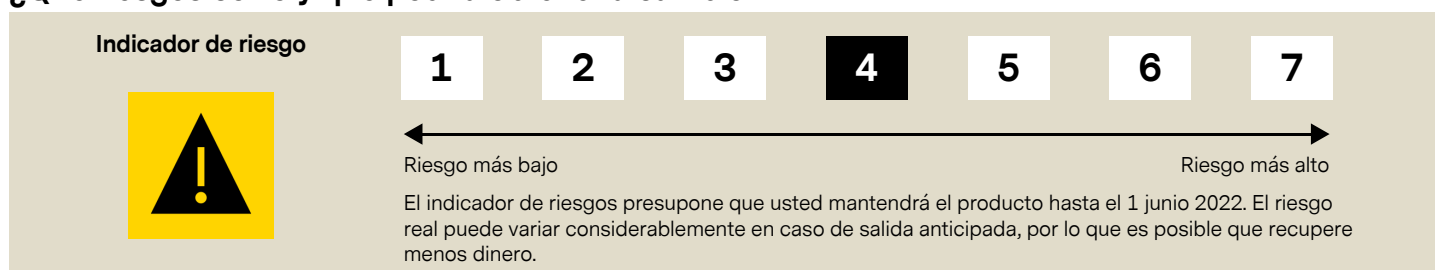 Indicador de riesgo
1 2 3 4 5 6 7
Riesgo más bajo Riesgo más alto
El indicador de riesgos presupone que usted mantendrá el producto hasta el 1 junio 2022. El riesgo
real puede variar considerablemente en caso de salida anticipada, por lo que es posible que recupere
menos dinero.